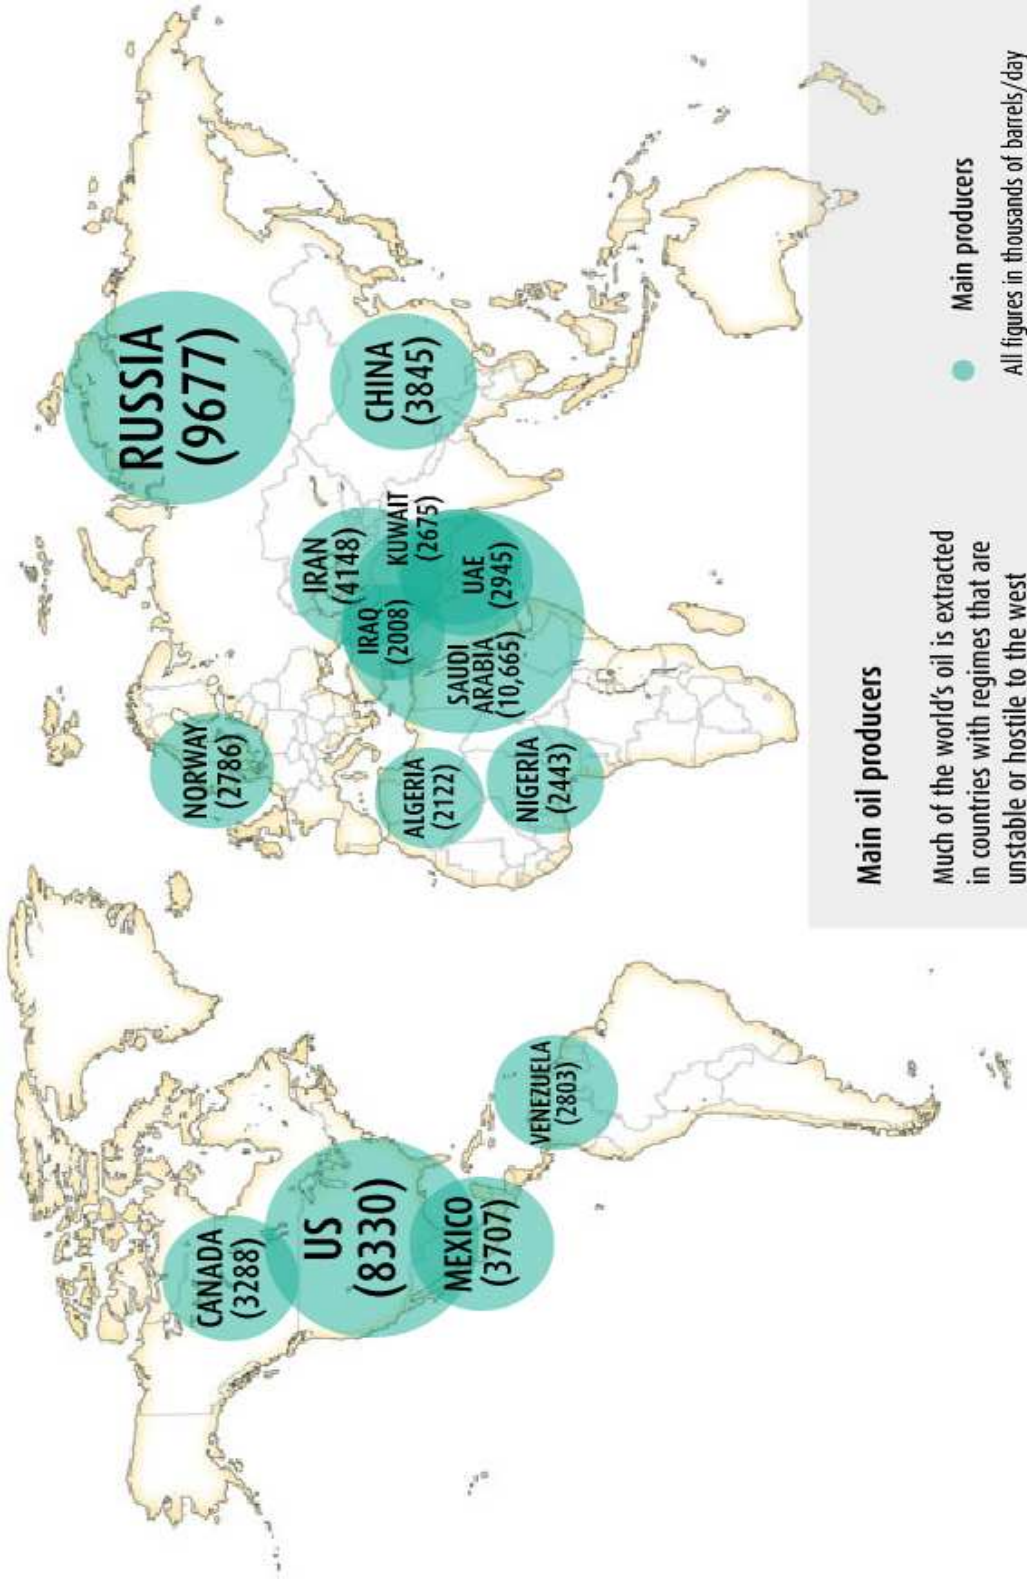 RUSSIA
(9677)
CANADA
(3288)
NORWAY
(2786)
US
(8330)
IRAN
(4148)
CHINA
(3845)
IRAQ
(2008)
KUWAIT
(2675)
ALGERIA
(2122)
SAUDI
ARABIA
(10,665)
UAE
(2945)
MEXICO
(3707)
NIGERIA
(2443)
VENEZUELA
(2803)
Main oil producers
Much of the world's oil is extracted
in countries with regimes that are
unstable or hostile to the west
Main producers
All figures in thousands of barrels/day